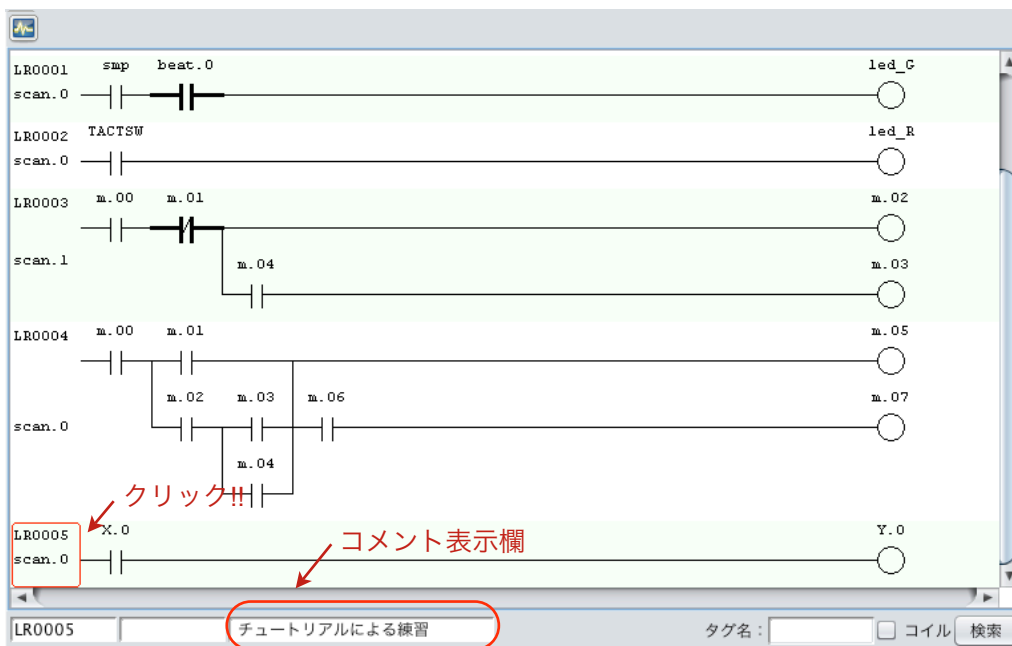 LR0001 smp beat.0 led_G
scan.0
LR0002 TACTSW led_R
scan.0
LR0003 m.00 m.01 m.02
scan.1 m.04 m.03
LR0004 m.00 m.01 m.05
m.02 m.03 m.06 m.07
scan.0
m.04
クリック!!
LR0005 X.0 Y.0
scan.0
コメント表示欄
LR0005 チュートリアルによる練習 タグ名: コイル 検索